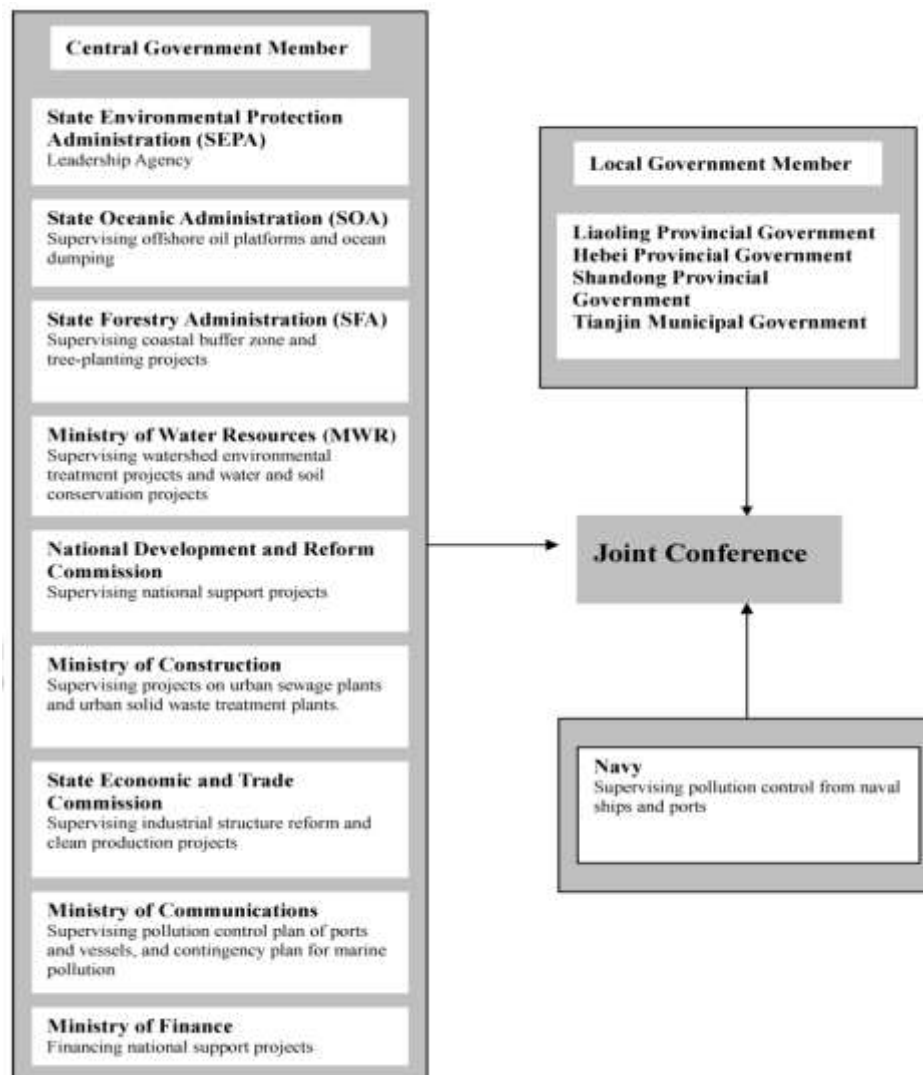 Central Government Member
State Environmental Protection
Administration (SEPA)
Leadership Agency
State Oceanic Administration (SOA)
Supervising offshore oil platforms and ocean
dumping
State Forestry Administration (SFA)
Supervising coastal buffer zone and
tree-planting projects
Ministry of Water Resources (MWR)
Supervising watershed environmental
treatment projects and water and soil
conservation projects
National Development and Reform
Commission
Supervising national support projects
Ministry of Construction
Supervising projects on urban sewage plants
and urban solid waste treatment plants.
State Economic and Trade
Commission
Supervising industrial structure reform and
clean production projects
Ministry of Communications
Supervising pollution control plan of ports
and vessels, and contingency plan for marine
pollution
Ministry of Finance
Financing national support projects
Local Government Member
Liaoling Provincial Government
Hebei Provincial Government
Shandong Provincial
Government
Tianjin Municipal Government
Joint Conference
Navy
Supervising pollution control from naval
ships and ports